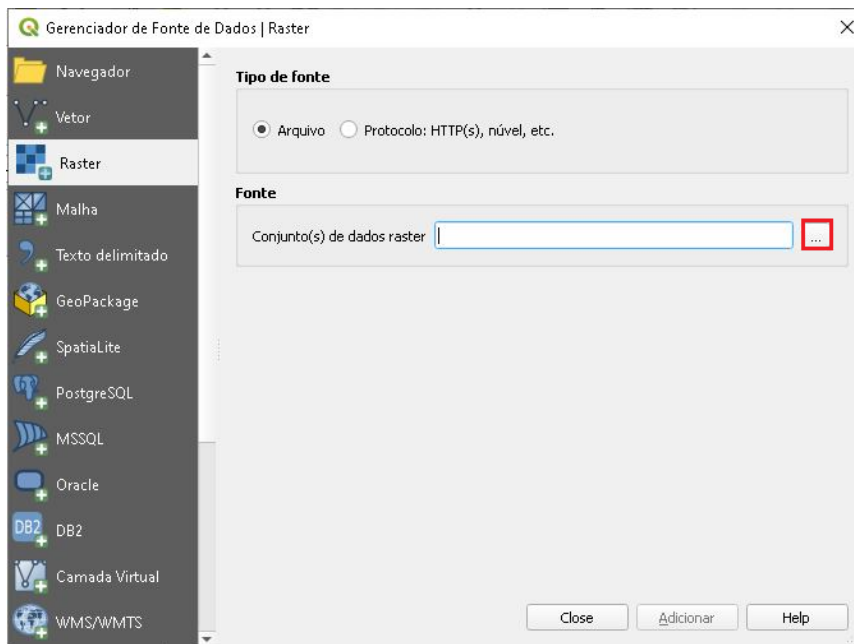 Gerenciador de Fonte de Dados | Raster
Navegador
Vetor
Raster
Malha
Texto delimitado
GeoPackage
SpatiaLite
PostgreSQL
MSSQL
Oracle
DB2
DB2
Camada Virtual
WMS/WMTS
Tipo de fonte
Arquivo
Protocolo: HTTP(s), núvel, etc.
Fonte
Conjunto(s) de dados raster
...
Close
Adicionar
Help